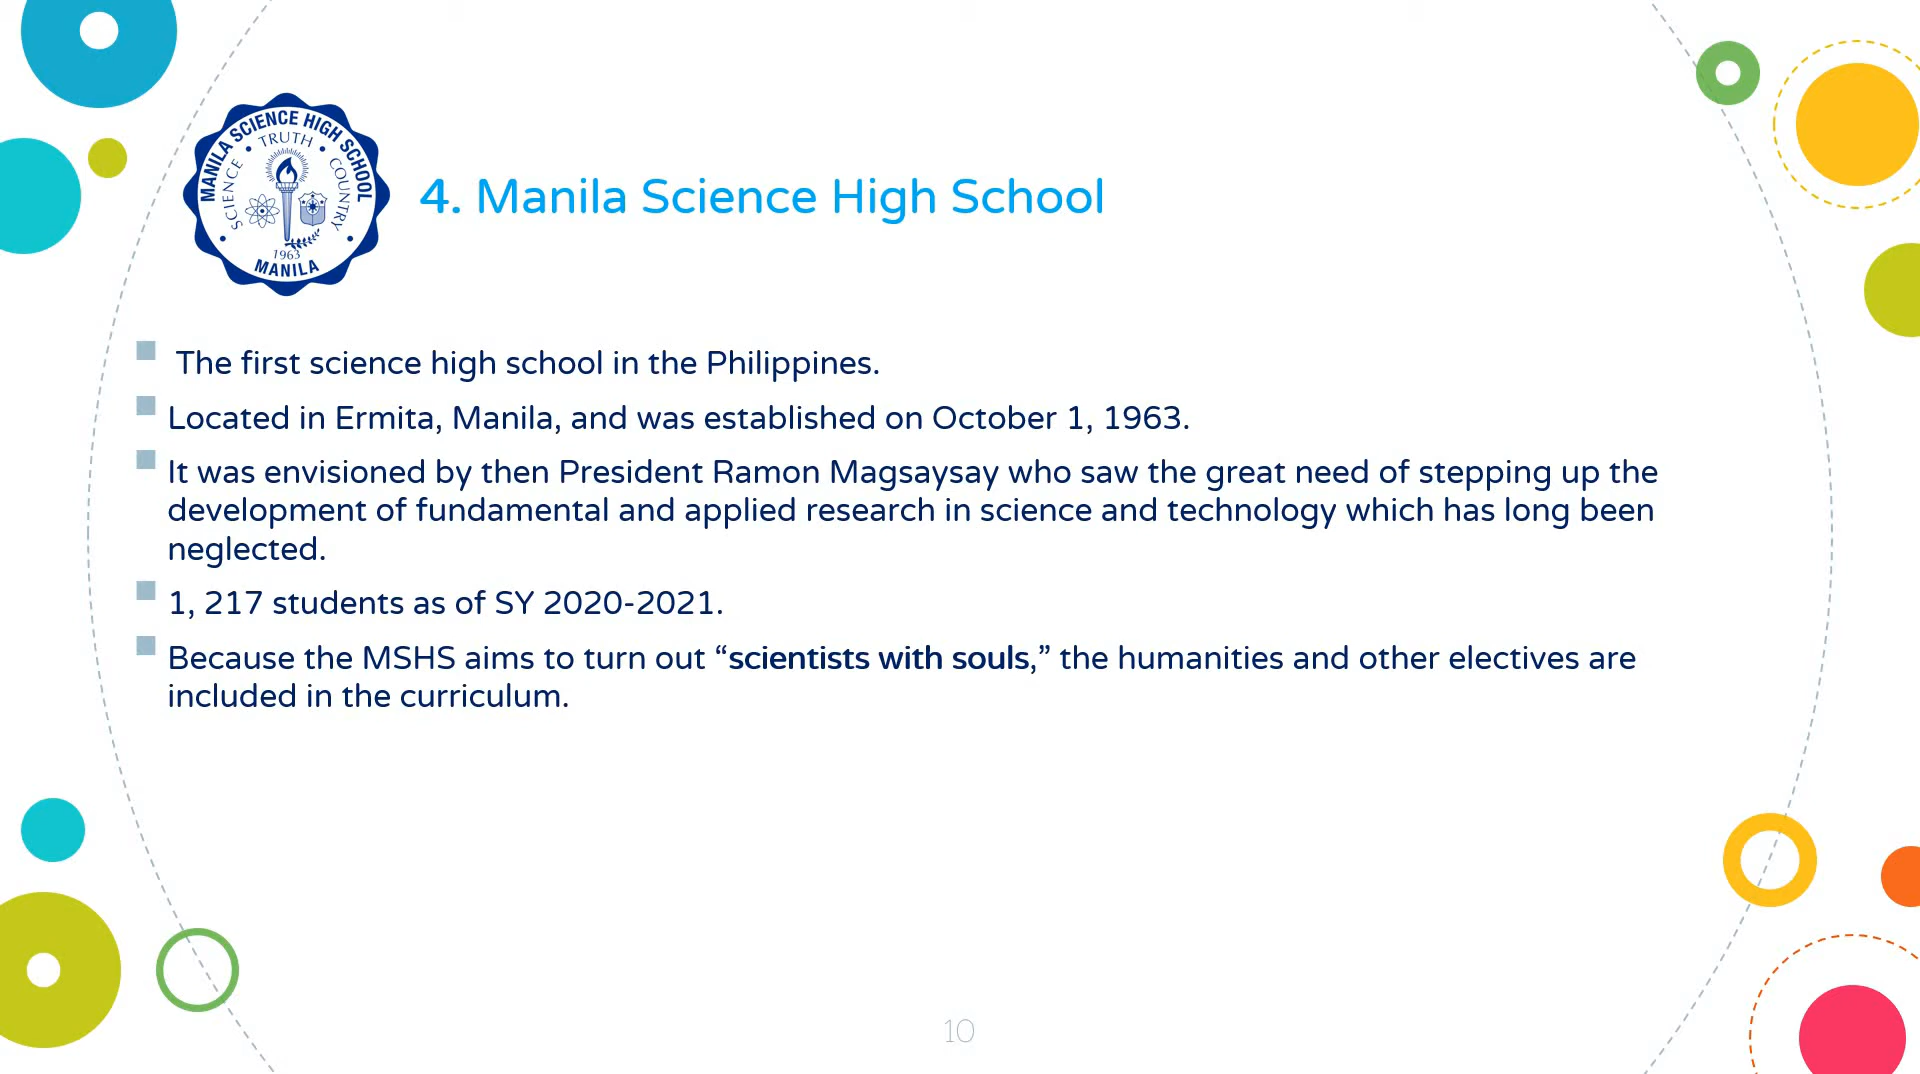 MANILA SCIENCE HIGH SCHOOL
SCIENCE • TRUTH • COUNTRY
1963
MANILA
4. Manila Science High School
The first science high school in the Philippines.
Located in Ermita, Manila, and was established on October 1, 1963.
It was envisioned by then President Ramon Magsaysay who saw the great need of stepping up the
development of fundamental and applied research in science and technology which has long been
neglected.
1, 217 students as of SY 2020-2021.
Because the MSHS aims to turn out “scientists with souls,” the humanities and other electives are
included in the curriculum.
10